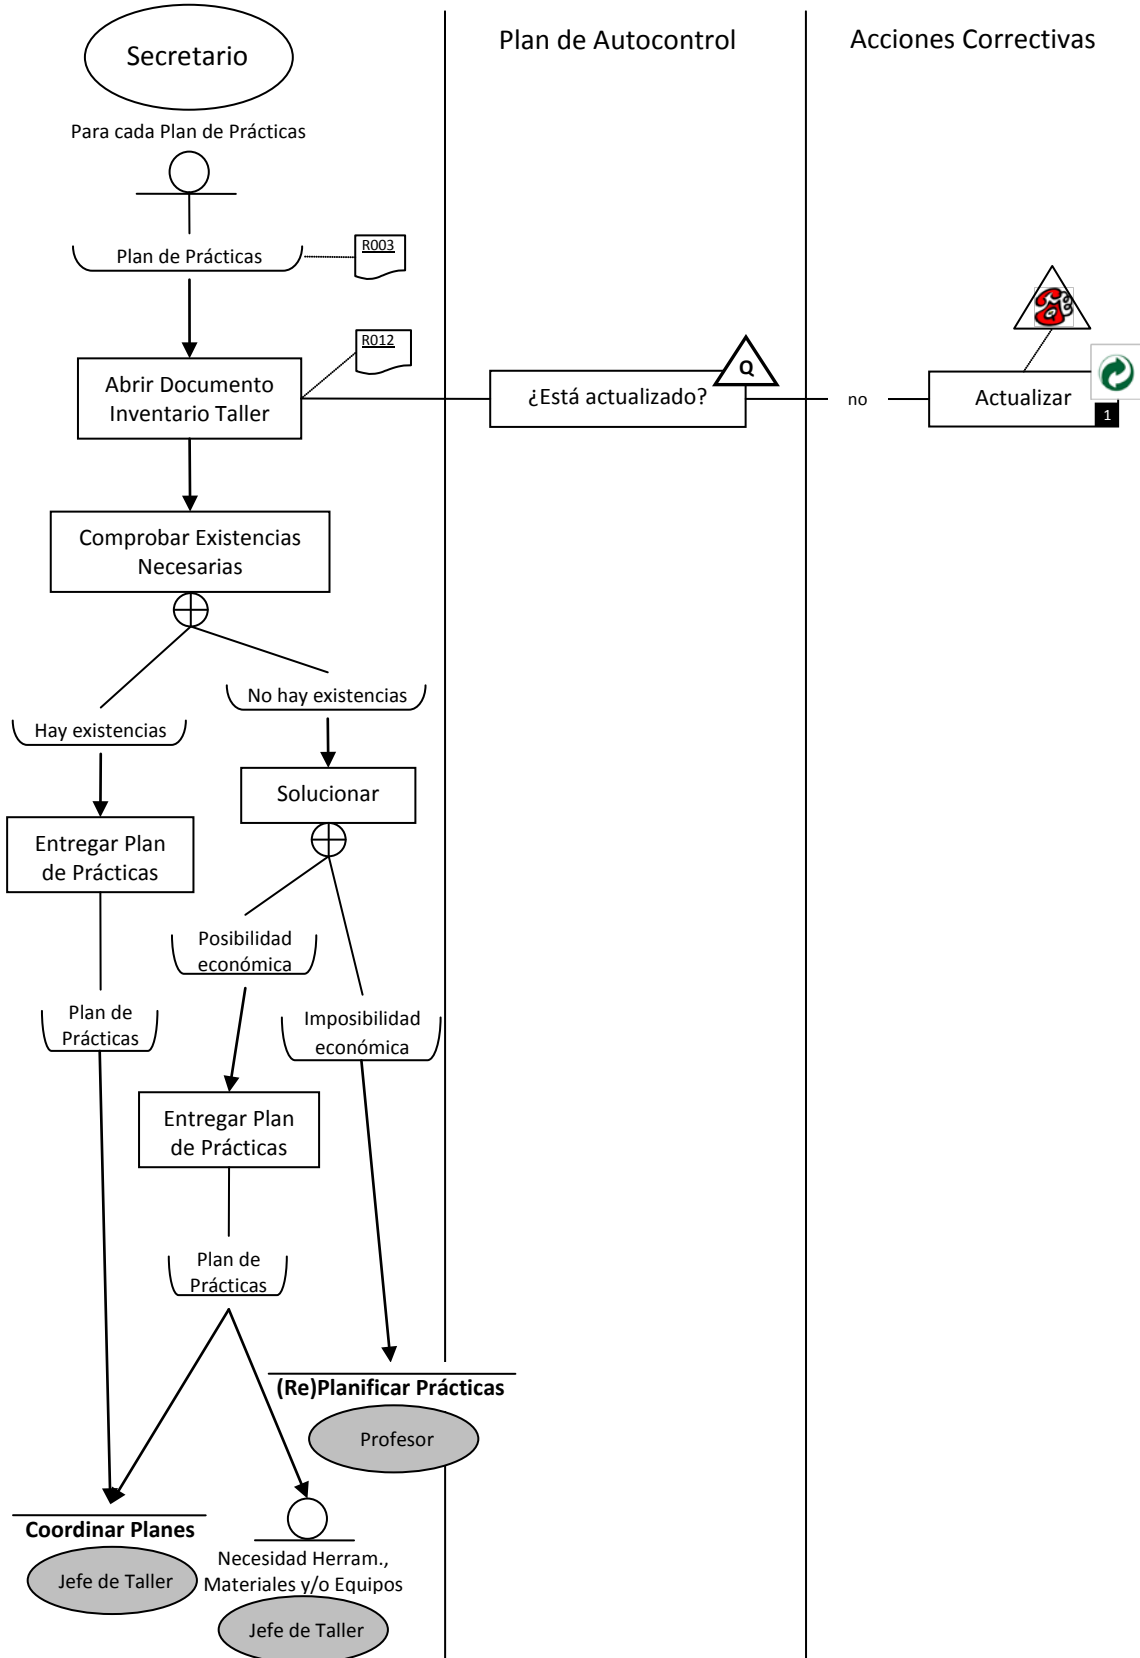 Secretario
Plan de Autocontrol
Acciones Correctivas
Para cada Plan de Prácticas
Plan de Prácticas
R003
R012
Abrir Documento
Inventario Taller
¿Está actualizado?
Q
no
Actualizar
1
Comprobar Existencias
Necesarias
No hay existencias
Hay existencias
Solucionar
Entregar Plan
de Prácticas
Posibilidad
económica
Plan de
Prácticas
Imposibilidad
económica
Entregar Plan
de Prácticas
Plan de
Prácticas
(Re)Planificar Prácticas
Profesor
Coordinar Planes
Jefe de Taller
Necesidad Herram.,
Materiales y/o Equipos
Jefe de Taller